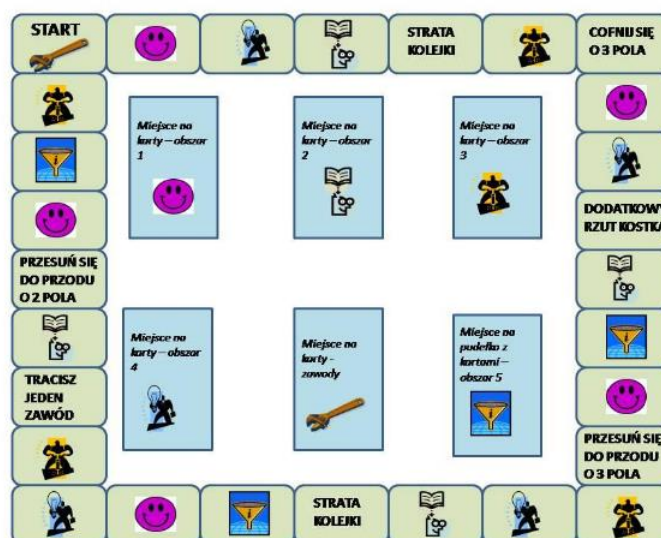 START
STRATA
KOLEJKI
COFNIJ SIĘ
O 3 POLA
Miejsce na
karty – obszar
1
Miejsce na
karty – obszar
2
Miejsce na
karty – obszar
3
DODATKOWY
RZUT KOSTKĄ
PRZESUŃ SIĘ
DO PRZODU
O 2 POLA
Miejsce na
karty – obszar
4
Miejsce na
karty -
zawody
Miejsce na
pudełko z
kartami –
obszar 5
TRACISZ
JEDEN
ZAWÓD
PRZESUŃ SIĘ
DO PRZODU
O 3 POLA
STRATA
KOLEJKI